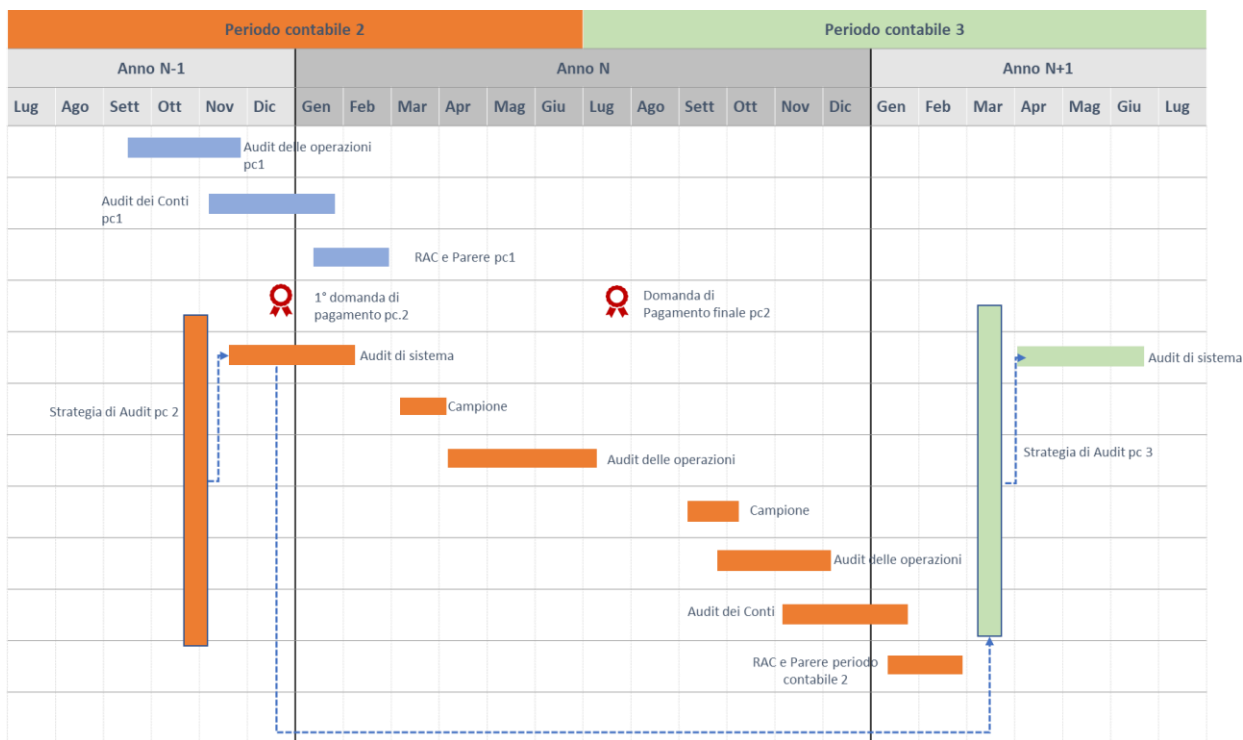 Periodo contabile 2
Periodo contabile 3
Anno N-1
Anno N
Anno N+1
Lug Ago Sett Ott Nov Dic Gen Feb Mar Apr Mag Giu Lug Ago Sett Ott Nov Dic Gen Feb Mar Apr Mag Giu Lug
Audit delle operazioni
pc1
Audit dei Conti
pc1
RAC e Parere pc1
1° domanda di
pagamento pc.2
Domanda di
Pagamento finale pc2
Audit di sistema
Audit di sistema
Strategia di Audit pc 2
Campione
Audit delle operazioni
Strategia di Audit pc 3
Campione
Audit delle operazioni
Audit dei Conti
RAC e Parere periodo
contabile 2